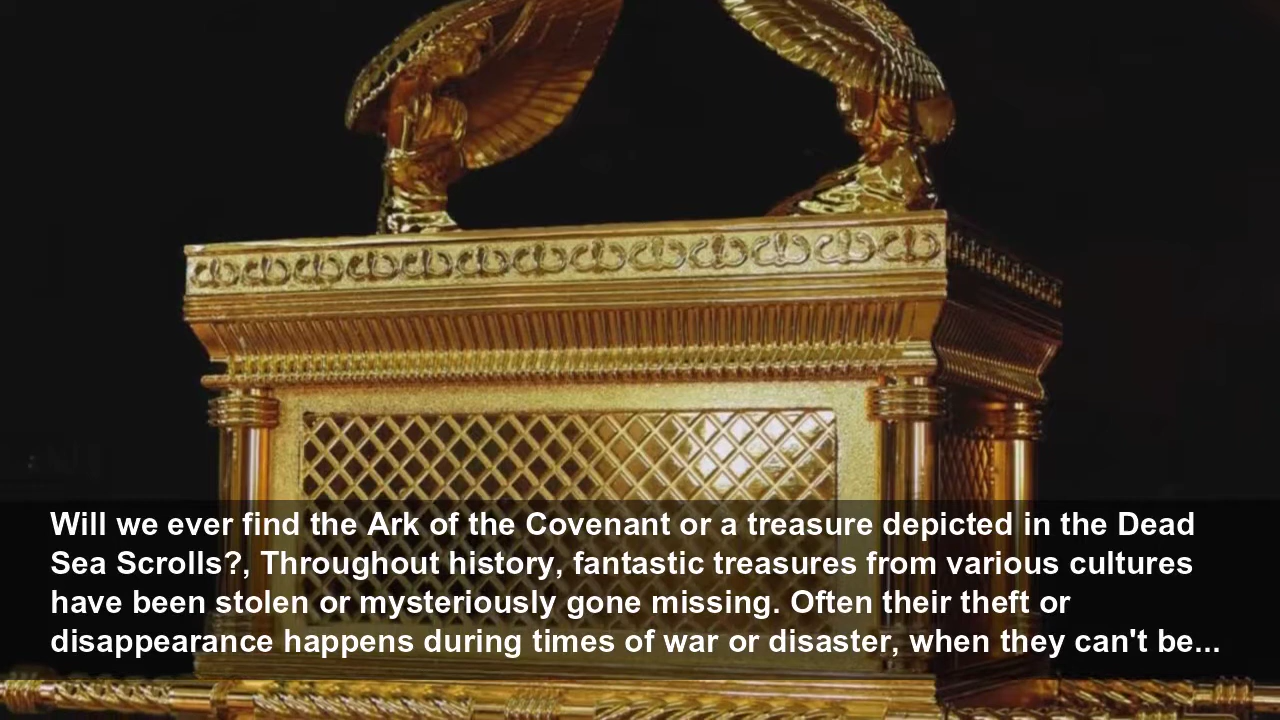 Will we ever find the Ark of the Covenant or a treasure depicted in the Dead
Sea Scrolls?, Throughout history, fantastic treasures from various cultures
have been stolen or mysteriously gone missing. Often their theft or
disappearance happens during times of war or disaster, when they can't be...